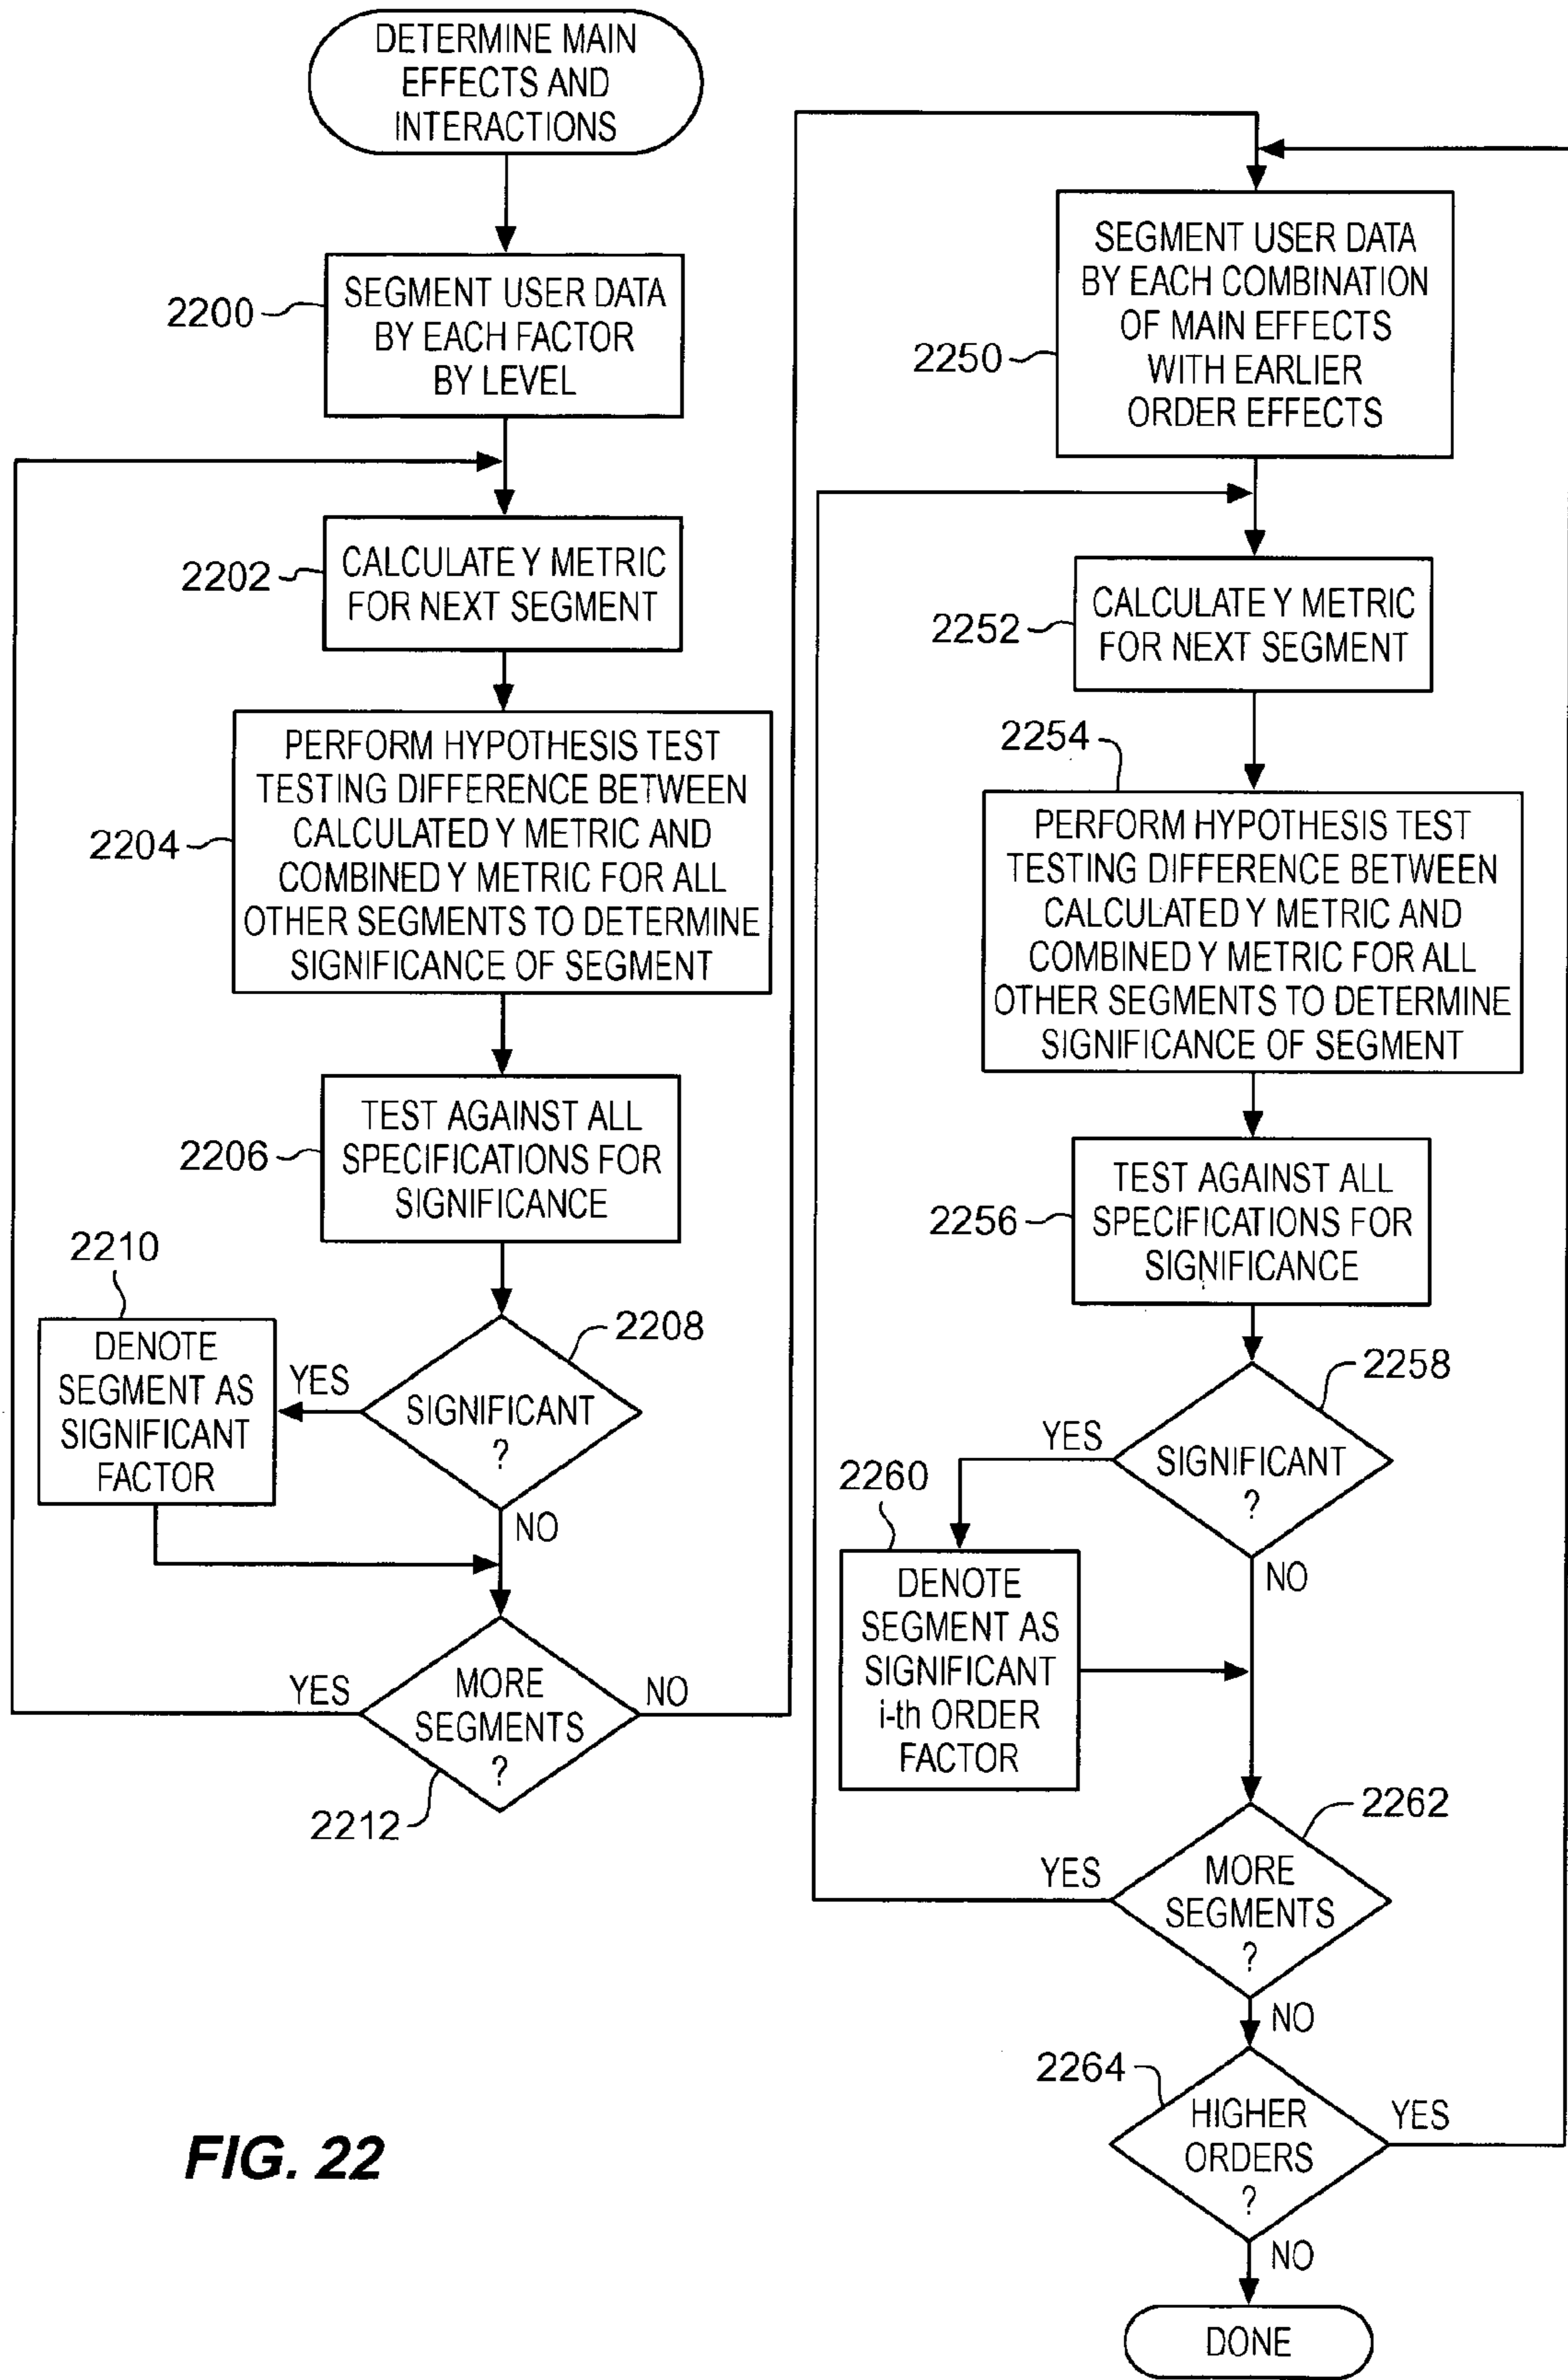 DETERMINE MAIN
EFFECTS AND
INTERACTIONS
2200
SEGMENT USER DATA
BY EACH FACTOR
BY LEVEL
2202
CALCULATE Y METRIC
FOR NEXT SEGMENT
2204
PERFORM HYPOTHESIS TEST
TESTING DIFFERENCE BETWEEN
CALCULATED Y METRIC AND
COMBINED Y METRIC FOR ALL
OTHER SEGMENTS TO DETERMINE
SIGNIFICANCE OF SEGMENT
2206
TEST AGAINST ALL
SPECIFICATIONS FOR
SIGNIFICANCE
2208
SIGNIFICANT
?
YES
NO
2210
DENOTE
SEGMENT AS
SIGNIFICANT
FACTOR
MORE
SEGMENTS
?
YES
NO
2212
2250
SEGMENT USER DATA
BY EACH COMBINATION
OF MAIN EFFECTS
WITH EARLIER
ORDER EFFECTS
2252
CALCULATE Y METRIC
FOR NEXT SEGMENT
2254
PERFORM HYPOTHESIS TEST
TESTING DIFFERENCE BETWEEN
CALCULATED Y METRIC AND
COMBINED Y METRIC FOR ALL
OTHER SEGMENTS TO DETERMINE
SIGNIFICANCE OF SEGMENT
2256
TEST AGAINST ALL
SPECIFICATIONS FOR
SIGNIFICANCE
2258
SIGNIFICANT
?
YES
NO
2260
DENOTE
SEGMENT AS
SIGNIFICANT
i-th ORDER
FACTOR
2262
MORE
SEGMENTS
?
YES
NO
2264
HIGHER
ORDERS
?
YES
NO
DONE
FIG. 22